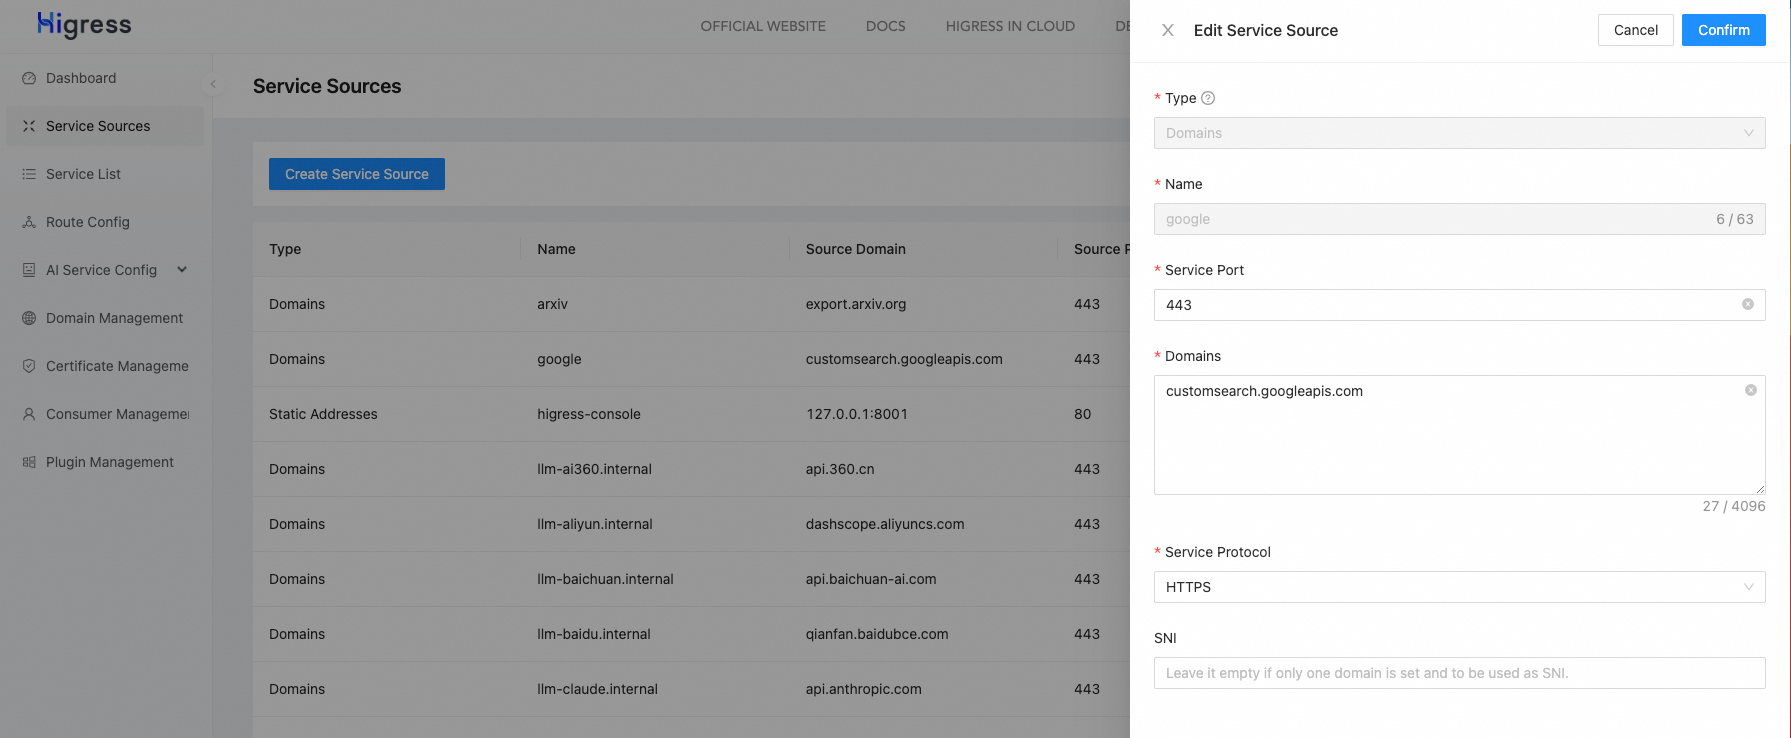 Higress
OFFICIAL WEBSITE
DOCS
HIGRESS IN CLOUD
Dashboard
Service Sources
Service List
Route Config
AI Service Config
Domain Management
Certificate Manageme
Consumer Manageme
Plugin Management
Service Sources
Create Service Source
Type Name Source Domain Source
Domains arxiv export.arxiv.org 443
Domains google customsearch.googleapis.com 443
Static Addresses higress-console 127.0.0.1:8001 80
Domains llm-ai360.internal api.360.cn 443
Domains llm-aliyun.internal dashscope.aliyuncs.com 443
Domains llm-baichuan.internal api.baichuan-ai.com 443
Domains llm-baidu.internal qianfan.baidubce.com 443
Domains llm-claude.internal api.anthropic.com 443
Edit Service Source
Cancel
Confirm
* Type
Domains
* Name
google 6 / 63
* Service Port
443
* Domains
customsearch.googleapis.com
27 / 4096
* Service Protocol
HTTPS
SNI
Leave it empty if only one domain is set and to be used as SNI.